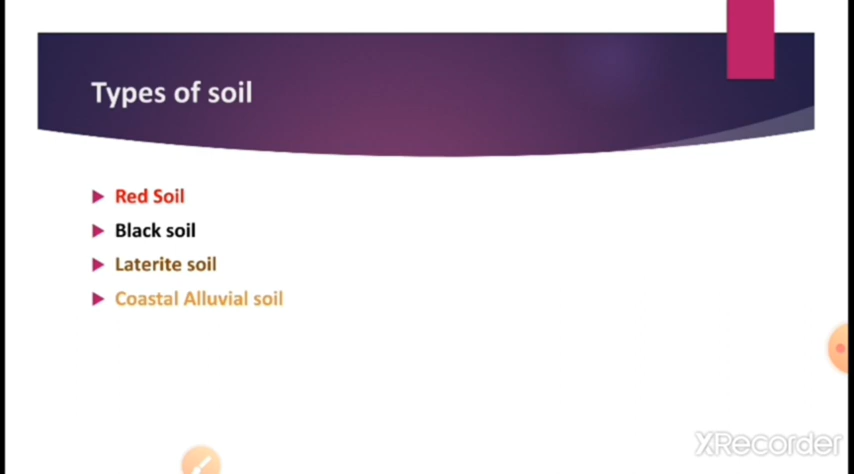 Types of soil
Red Soil
Black soil
Laterite soil
Coastal Alluvial soil
XRecorder